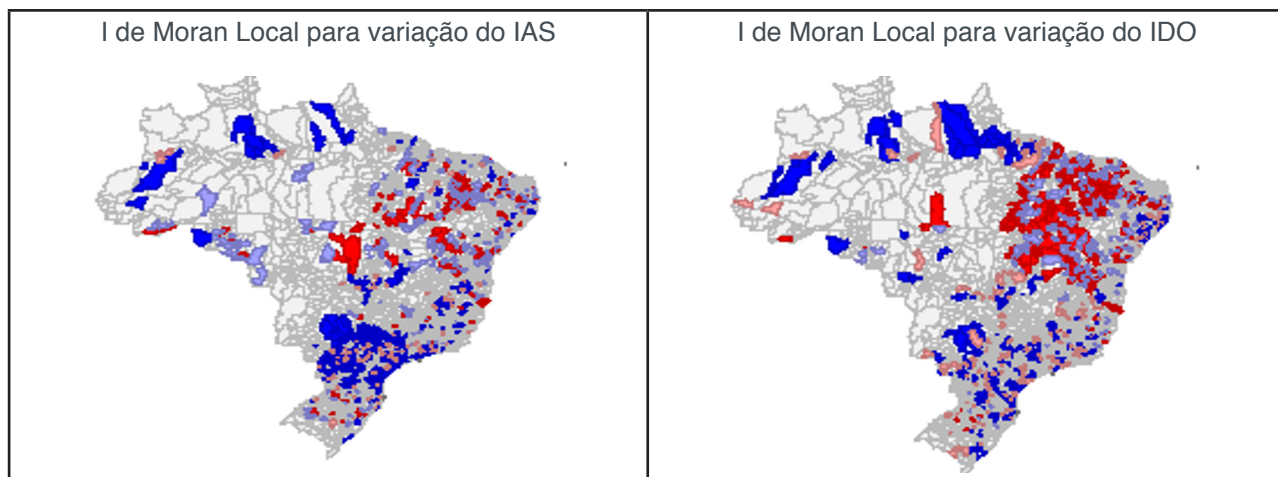 I de Moran Local para variação do IAS
I de Moran Local para variação do IDO